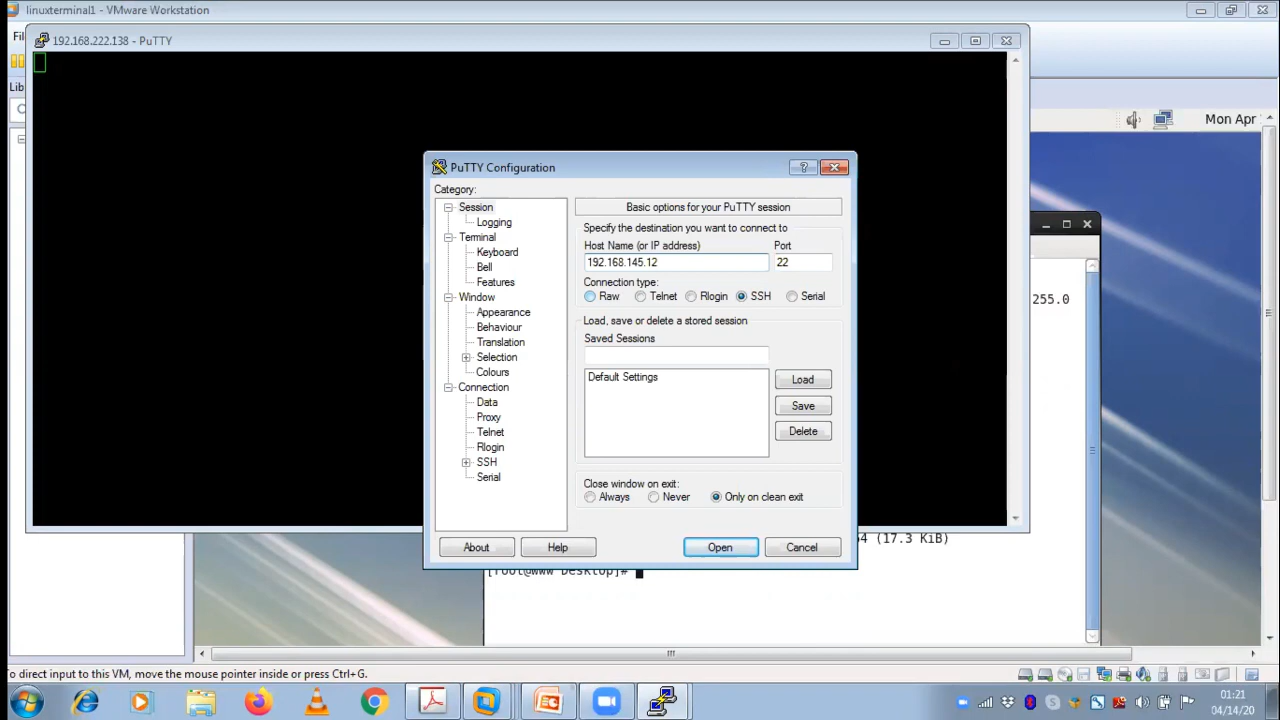 linuxterminal1 - VMware Workstation
Fil
192.168.222.138 - PuTTY
Lib
Mon Apr
PuTTY Configuration
Category:
Session
Logging
Terminal
Keyboard
Bell
Features
Window
Appearance
Behaviour
Translation
Selection
Colours
Connection
Data
Proxy
Telnet
Rlogin
SSH
Serial
Basic options for your PuTTY session
Specify the destination you want to connect to
Host Name (or IP address) Port
192.168.145.12 22
Connection type:
Raw Telnet Rlogin SSH Serial
Load, save or delete a stored session
Saved Sessions
Default Settings
Load
Save
Delete
Close window on exit:
Always Never Only on clean exit
About Help Open Cancel
255.0
4 (17.3 KiB)
[root@www Desktop]#
To direct input to this VM, move the mouse pointer inside or press Ctrl+G.
01:21
04/14/20